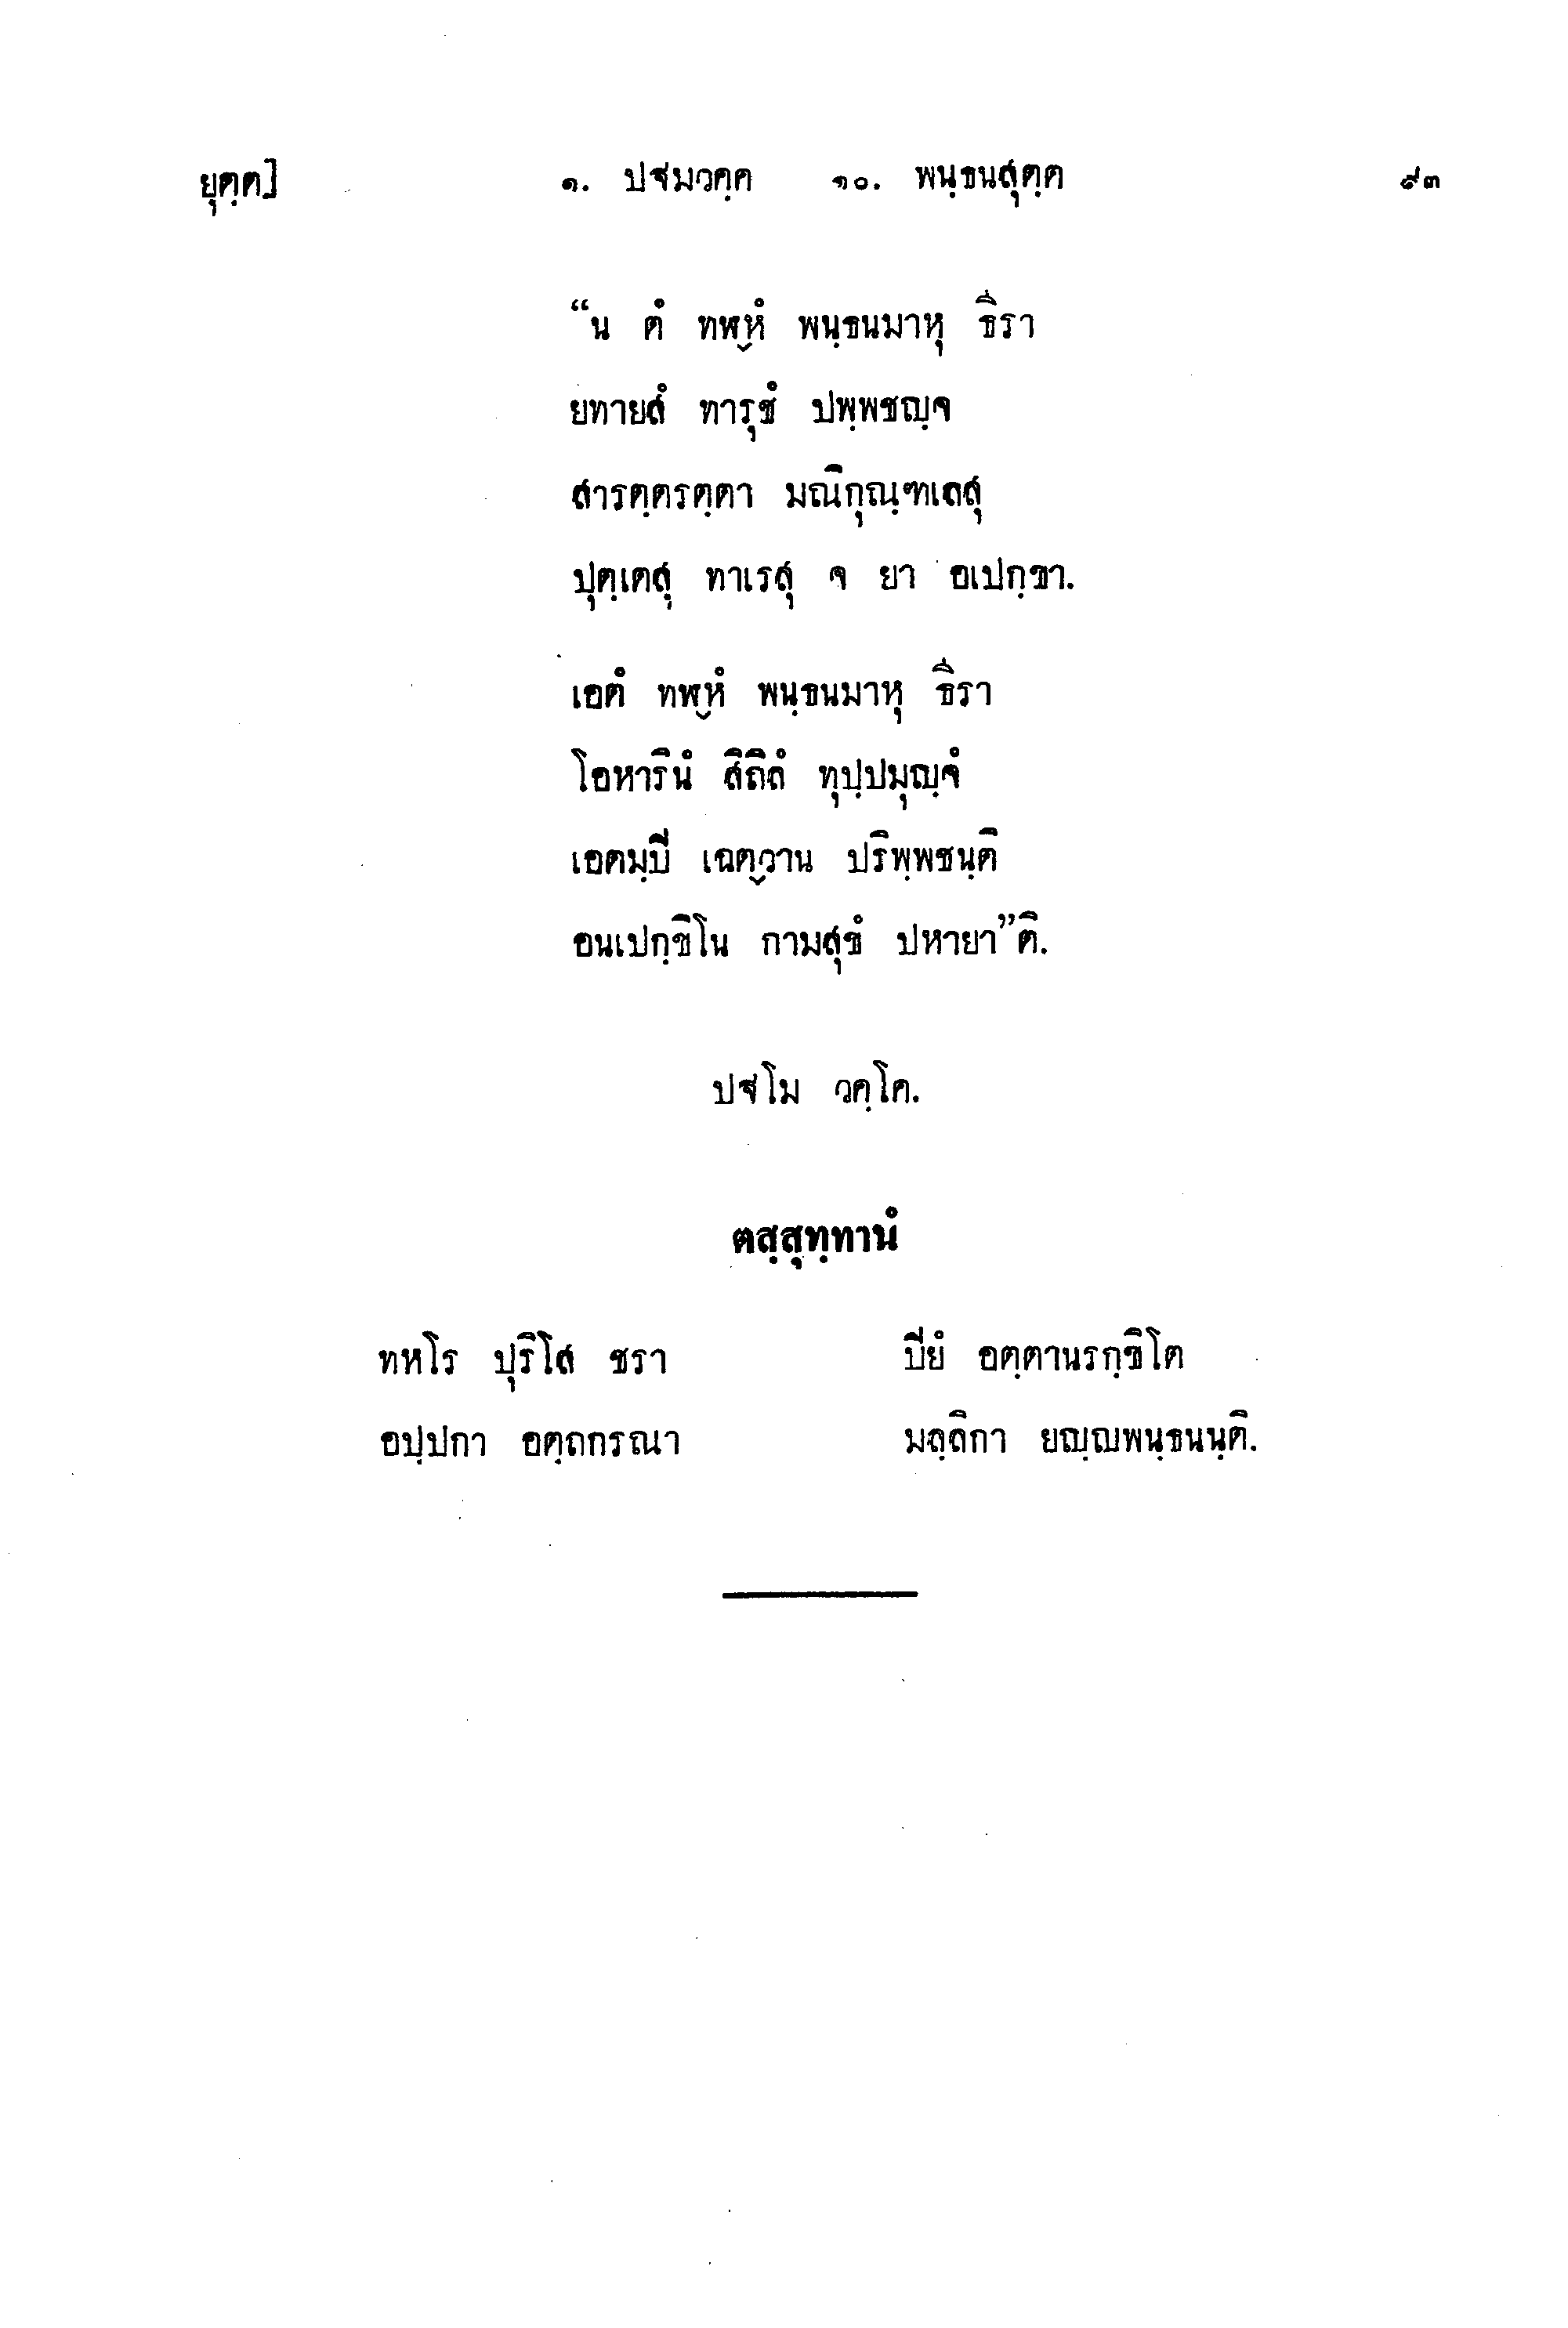 ยุตฺต] ๑. ปฐมวคฺค ๑๐. พนฺธนสุตฺต ๙๓
“น ตํ ทฬ๎หํ พนฺธนมาหุ ธีรา
ยทายสํ ทารุชํ ปพฺพชญฺจ
สารตฺตรตฺตา มณิกุณฺฑเลสุ
ปุตฺเตสุ ทาเรสุ จ ยา อเปกฺขา.
เอตํ ทฬ๎หํ พนฺธนมาหุ ธีรา
โอหารินํ สิถิลํ ทุปฺปมุญฺจํ
เอตมฺปิ เฉต๎วาน ปริพฺพชนฺติ
อนเปกฺขิโน กามสุขํ ปหายา”ติ.
ปฐโม วคฺโค.
ตสฺสุทฺทานํ
ทหโร ปุริโส ชรา ปิยํ อตฺตานรกฺขิโต
อปฺปกา อตฺถกรณา มลฺลิกา ยญฺญพนฺธนนฺติ.